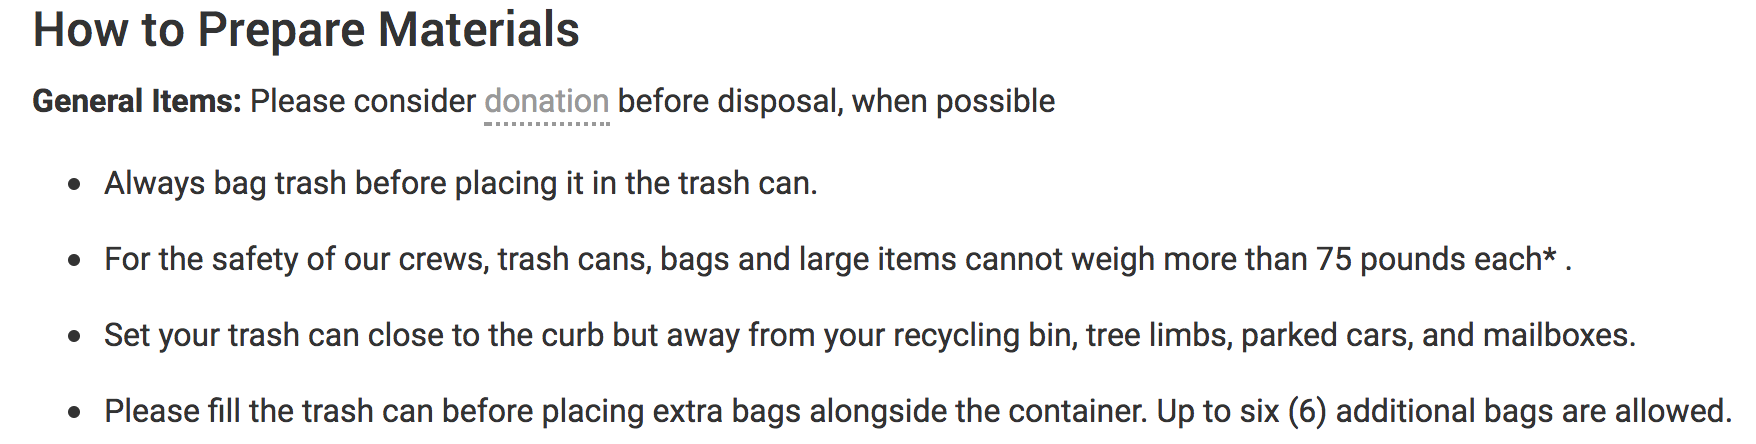 How to Prepare Materials
General Items: Please consider donation before disposal, when possible
• Always bag trash before placing it in the trash can.
• For the safety of our crews, trash cans, bags and large items cannot weigh more than 75 pounds each* .
• Set your trash can close to the curb but away from your recycling bin, tree limbs, parked cars, and mailboxes.
• Please fill the trash can before placing extra bags alongside the container. Up to six (6) additional bags are allowed.